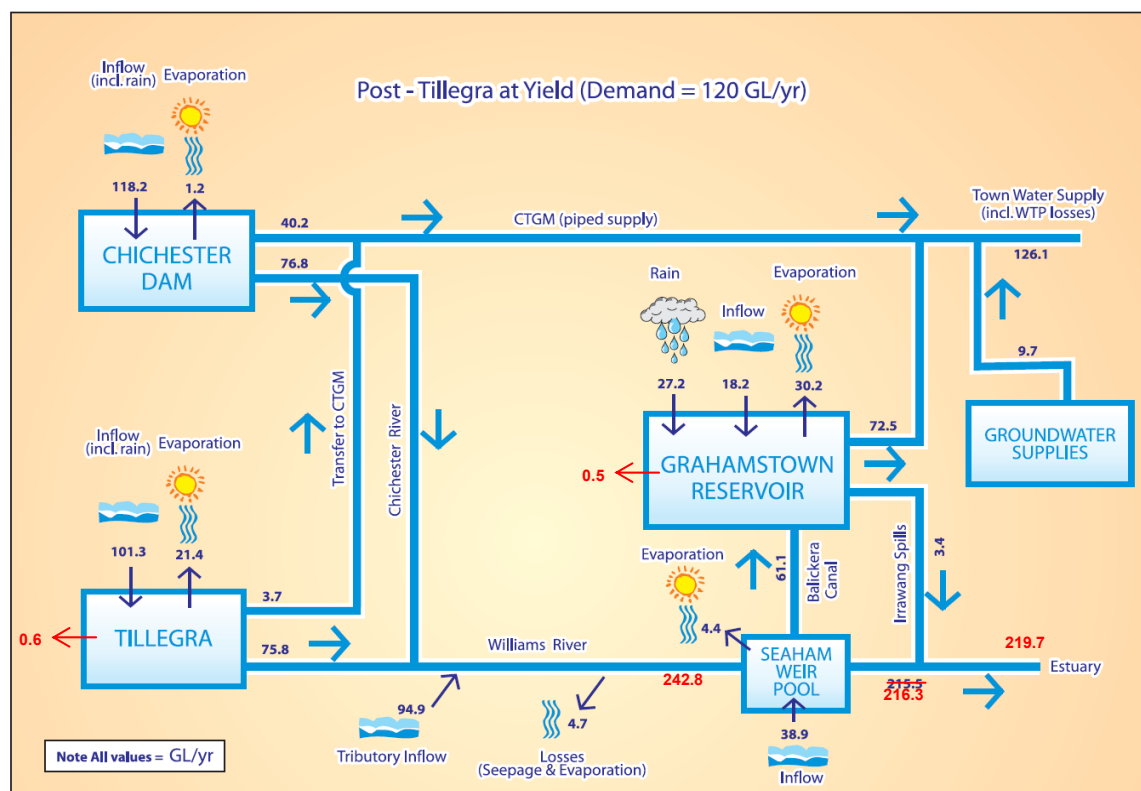 Post - Tillegra at Yield (Demand = 120 GL/yr)
Inflow
(incl. rain)
Evaporation
118.2
1.2
CHICHESTER
DAM
40.2
CTGM (piped supply)
76.8
Town Water Supply
(incl. WTP losses)
126.1
Rain
Inflow
Evaporation
27.2
18.2
30.2
9.7
GROUNDWATER
SUPPLIES
Transfer to CTGM
Chichester River
72.5
0.5
GRAHAMSTOWN
RESERVOIR
Inflow
(incl. rain)
Evaporation
101.3
21.4
Evaporation
4.4
61.1
Balickera
Canal
Irrawang Spills
3.4
3.7
0.6
TILLEGRA
75.8
Williams River
242.8
SEAHAM
WEIR
POOL
219.7
Estuary
215.5
216.3
94.9
Tributory Inflow
4.7
Losses
(Seepage & Evaporation)
38.9
Inflow
Note All values = GL/yr